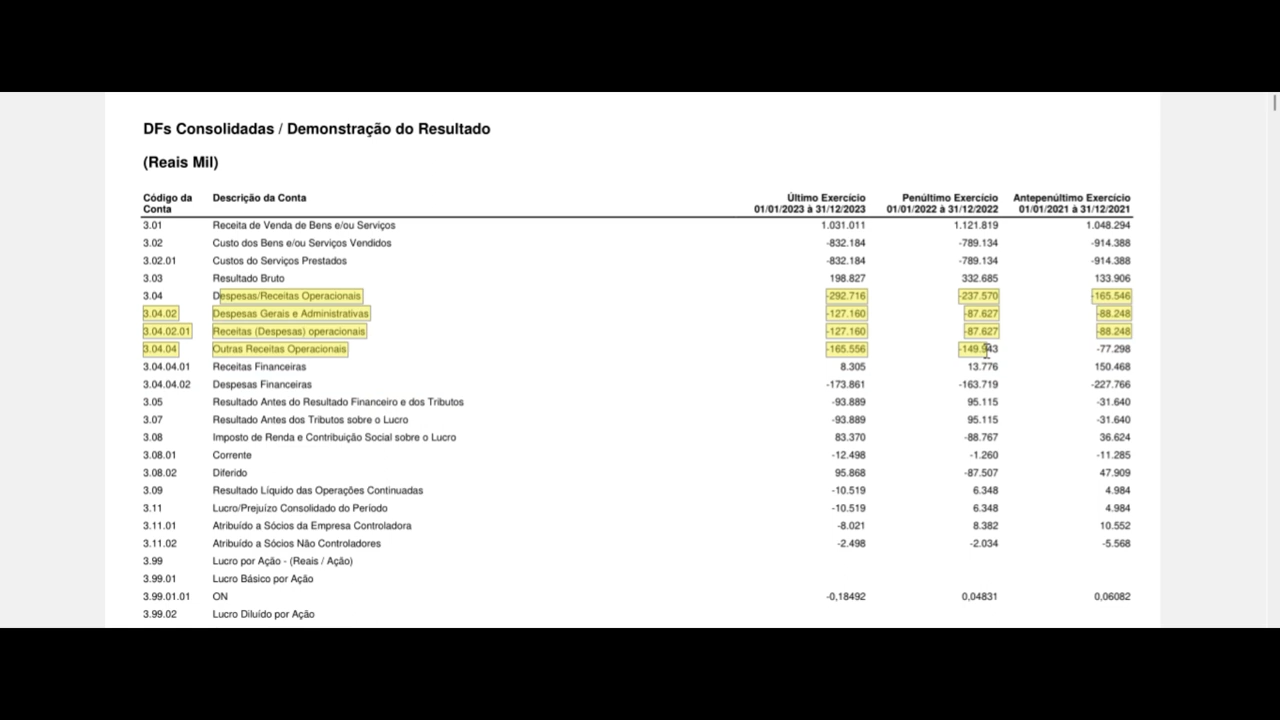 DFs Consolidadas / Demonstração do Resultado
(Reais Mil)
Código da Conta Descrição da Conta Último Exercício 01/01/2023 à 31/12/2023 Penúltimo Exercício 01/01/2022 à 31/12/2022 Antepenúltimo Exercício 01/01/2021 à 31/12/2021
3.01 Receita de Venda de Bens e/ou Serviços 1.031.011 1.121.819 1.048.294
3.02 Custo dos Bens e/ou Serviços Vendidos -832.184 -789.134 -914.388
3.02.01 Custos do Serviços Prestados -832.184 -789.134 -914.388
3.03 Resultado Bruto 198.827 332.685 133.906
3.04 Despesas/Receitas Operacionais -292.716 -237.570 -165.546
3.04.02 Despesas Gerais e Administrativas -127.160 -87.627 -88.248
3.04.02.01 Receitas (Despesas) operacionais -127.160 -87.627 -88.248
3.04.04 Outras Receitas Operacionais -165.556 -149.943 -77.298
3.04.04.01 Receitas Financeiras 8.305 13.776 150.468
3.04.04.02 Despesas Financeiras -173.861 -163.719 -227.766
3.05 Resultado Antes do Resultado Financeiro e dos Tributos -93.889 95.115 -31.640
3.07 Resultado Antes dos Tributos sobre o Lucro -93.889 95.115 -31.640
3.08 Imposto de Renda e Contribuição Social sobre o Lucro 83.370 -88.767 36.624
3.08.01 Corrente -12.498 -1.260 -11.285
3.08.02 Diferido 95.868 -87.507 47.909
3.09 Resultado Líquido das Operações Continuadas -10.519 6.348 4.984
3.11 Lucro/Prejuízo Consolidado do Período -10.519 6.348 4.984
3.11.01 Atribuído a Sócios da Empresa Controladora -8.021 8.382 10.552
3.11.02 Atribuído a Sócios Não Controladores -2.498 -2.034 -5.568
3.99 Lucro por Ação - (Reais / Ação)
3.99.01 Lucro Básico por Ação
3.99.01.01 ON -0,18492 0,04831 0,06082
3.99.02 Lucro Diluído por Ação